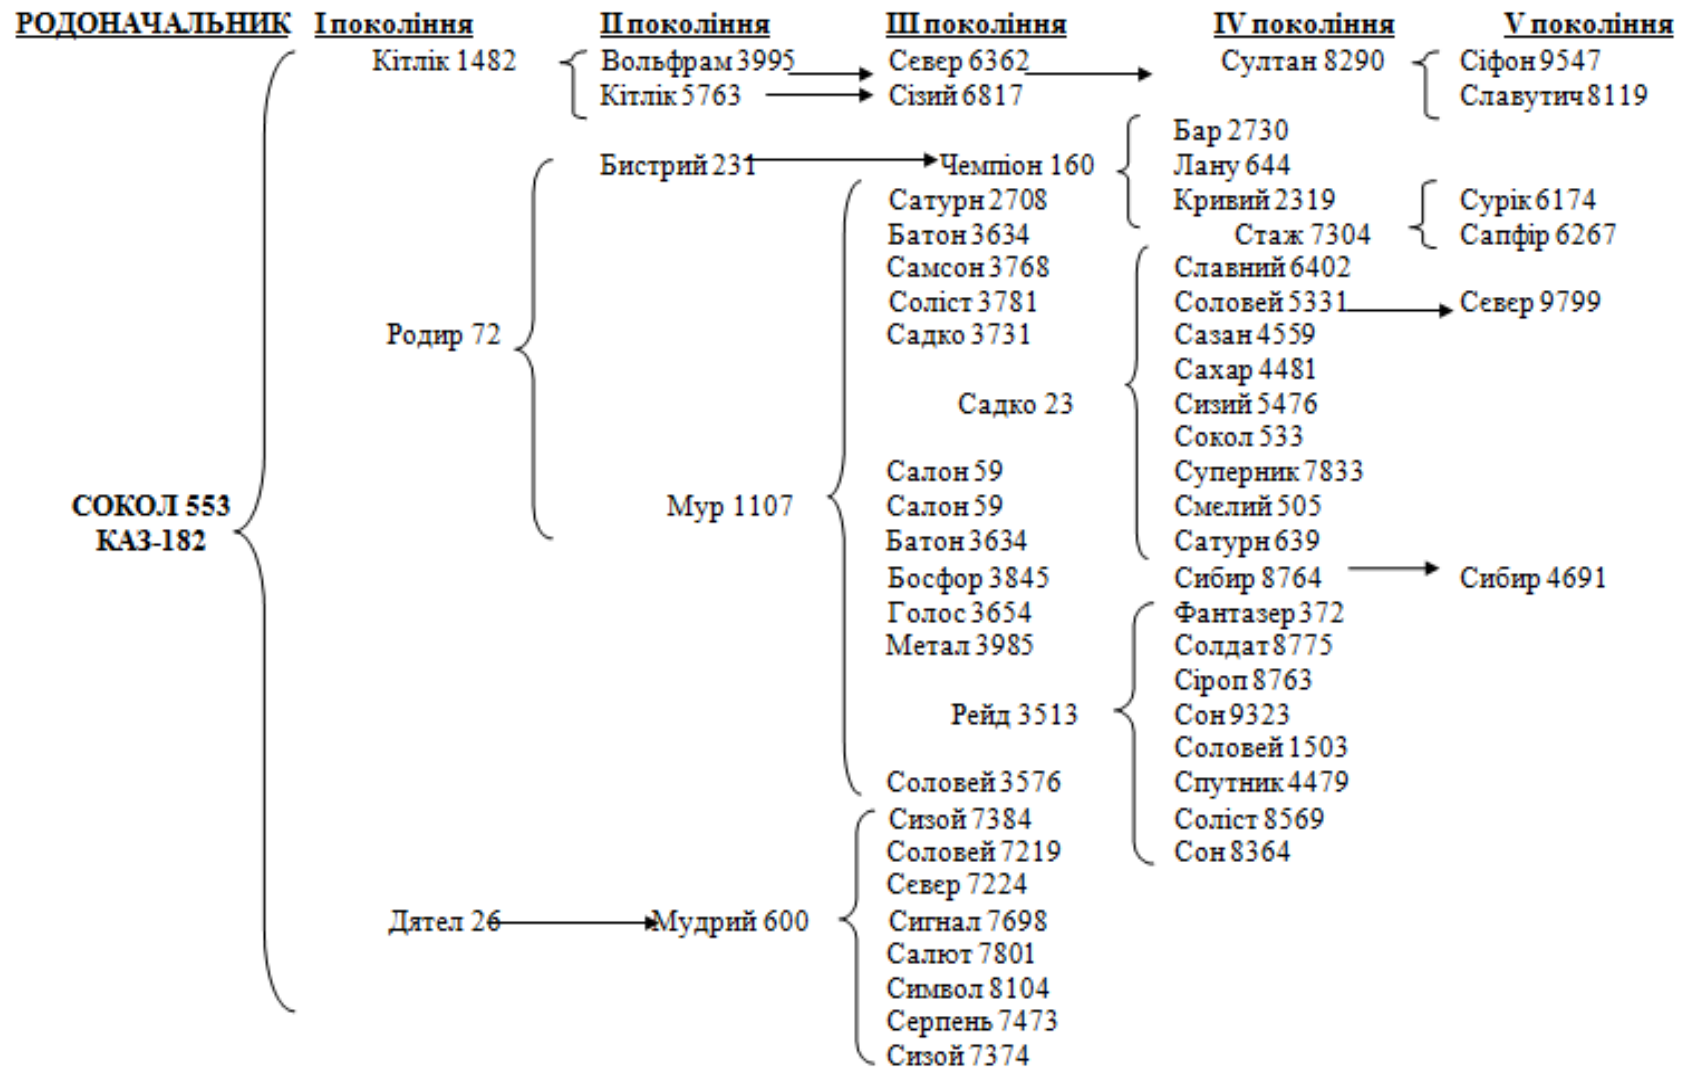 РОДОНАЧАЛЬНИК I покоління II покоління III покоління IV покоління V покоління
Кітлік 1482 Вольфрам 3995 Север 6362 Султан 8290 Сіфон 9547
Кітлік 5763 Сізий 6817 Славутич 8119
Бар 2730
Бистрий 231 Чемпіон 160 Лану 644
Сатурн 2708 Кривий 2319 Сурік 6174
Батон 3634 Стаж 7304 Сапфір 6267
Самсон 3768 Славний 6402
Соліст 3781 Соловей 5331 Север 9799
Родир 72 Садко 3731 Сазан 4559
Сахар 4481
Садко 23 Сизий 5476
Сокол 533
Салон 59 Суперник 7833
СОКОЛ 553 Мур 1107 Салон 59 Смелий 505
КАЗ-182 Батон 3634 Сатурн 639
Босфор 3845 Сибир 8764 Сибир 4691
Голос 3654 Фантазер 372
Метал 3985 Солдат 8775
Сіроп 8763
Рейд 3513 Сон 9323
Соловей 1503
Соловей 3576 Спутник 4479
Сизой 7384 Соліст 8569
Соловей 7219 Сон 8364
Север 7224
Дятел 26 Мудрий 600 Сигнал 7698
Салют 7801
Символ 8104
Серпень 7473
Сизой 7374